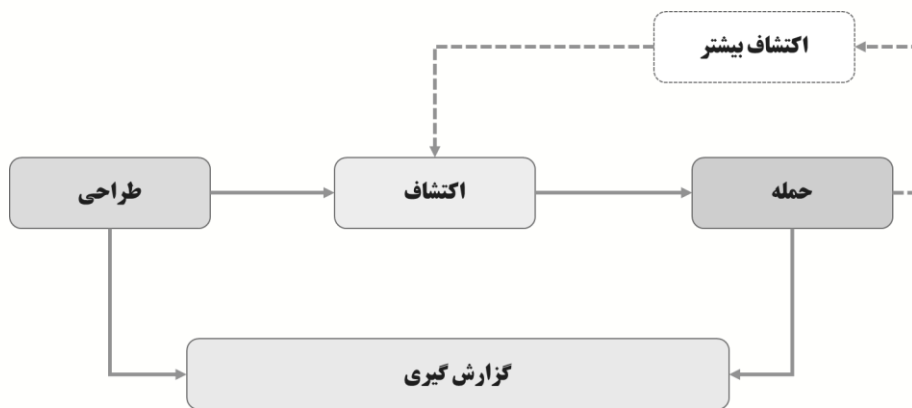 اکتشاف بیشتر
طراحی
اکتشاف
حمله
گزارش گیری